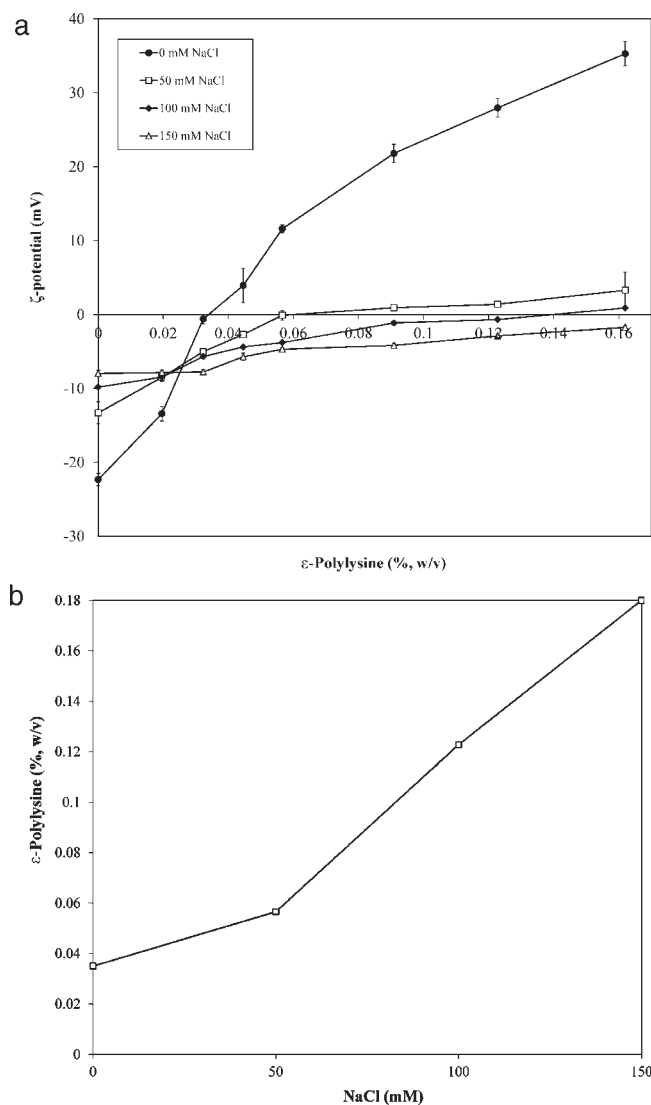 a
40
30
20
10
0
-10
-20
-30
0 mM NaCl
50 mM NaCl
100 mM NaCl
150 mM NaCl
ζ-potential (mV)
0 0.02 0.04 0.06 0.08 0.1 0.12 0.14 0.16
ε-Polylysine (%, w/v)
b
0.18
0.16
0.14
0.12
0.1
0.08
0.06
0.04
0.02
0
ε-Polylysine (%, w/v)
0 50 100 150
NaCl (mM)